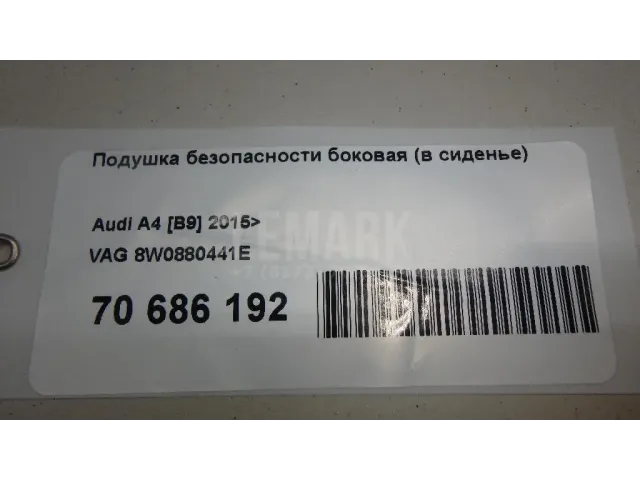 Подушка безопасности боковая (в сиденье)
Audi A4 [B9] 2015>
VAG 8W0880441E
70 686 192